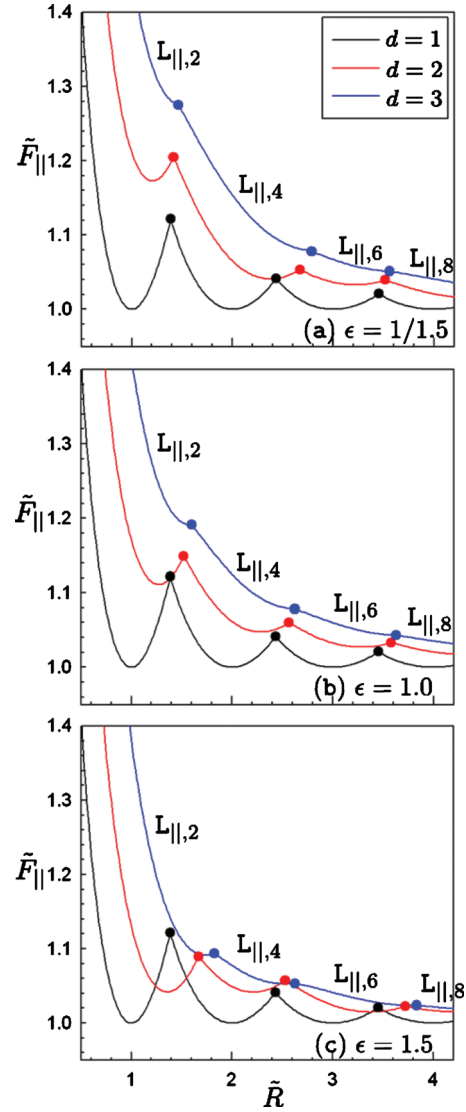 1.4
L||,2
d = 1
d = 2
d = 3
1.3
F̃||
1.2
L||,4
1.1
L||,6
L||,8
1.0
(a) ϵ = 1/1.5
1.4
1.3
L||,2
F̃||
1.2
L||,4
1.1
L||,6
L||,8
1.0
(b) ϵ = 1.0
1.4
1.3
L||,2
F̃||
1.2
1.1
L||,4
L||,6
L||,8
1.0
(c) ϵ = 1.5
1 2 3 4
R̃